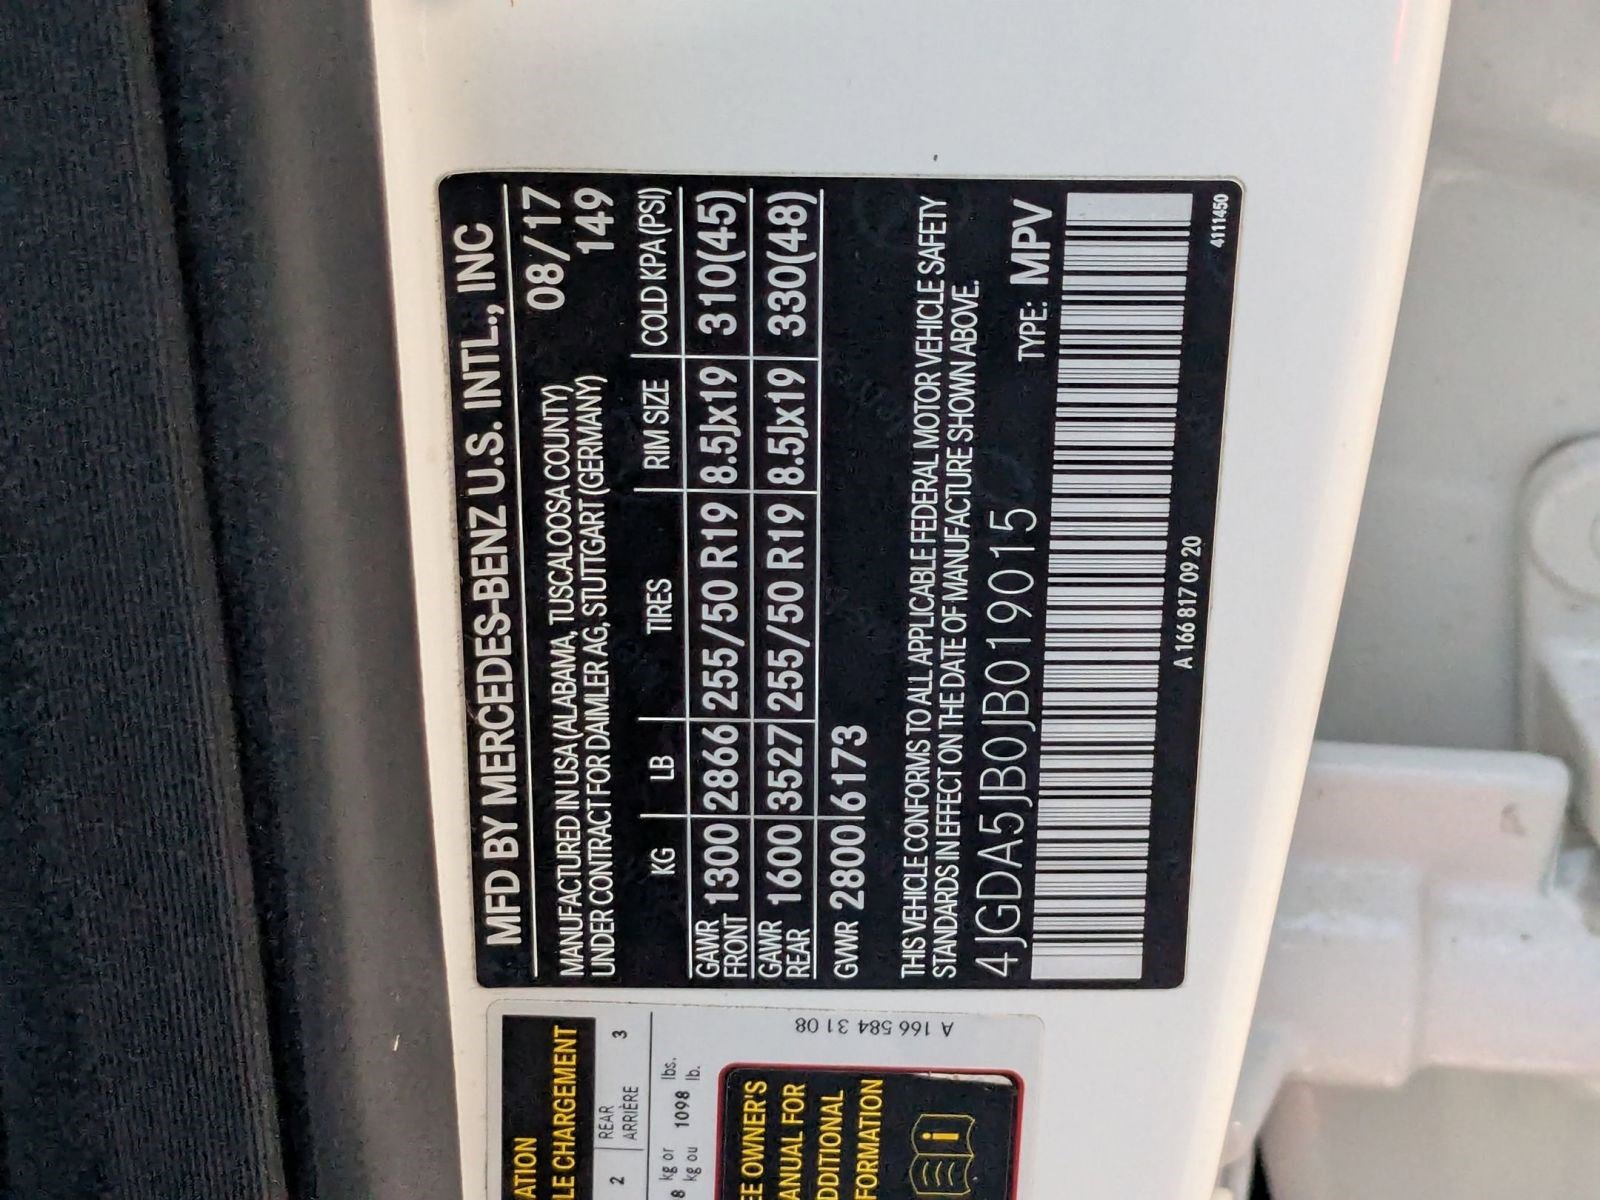 MFD BY MERCEDES-BENZ U.S. INTL., INC
MANUFACTURED IN USA (ALABAMA, TUSCALOOSA COUNTY) 08/17
UNDER CONTRACT FOR DAIMLER AG, STUTTGART (GERMANY) 149
KG LB TIRES RIM SIZE COLD KPA (PSI)
GAWR FRONT 1300 2866 255/50 R19 8.5Jx19 310(45)
GAWR REAR 1600 3527 255/50 R19 8.5Jx19 330(48)
GVWR 2800 6173
THIS VEHICLE CONFORMS TO ALL APPLICABLE FEDERAL MOTOR VEHICLE SAFETY
STANDARDS IN EFFECT ON THE DATE OF MANUFACTURE SHOWN ABOVE.
4JGDA5JB0JB019015 TYPE: MPV
A 166 817 09 20
4111450
ATION
LE CHARGEMENT
2 REAR ARRIÈRE 3
8 kg or kg ou 1098 lbs. lb.
A 166 584 31 08
EE OWNER'S
ANUAL FOR
DDITIONAL
FORMATION
i